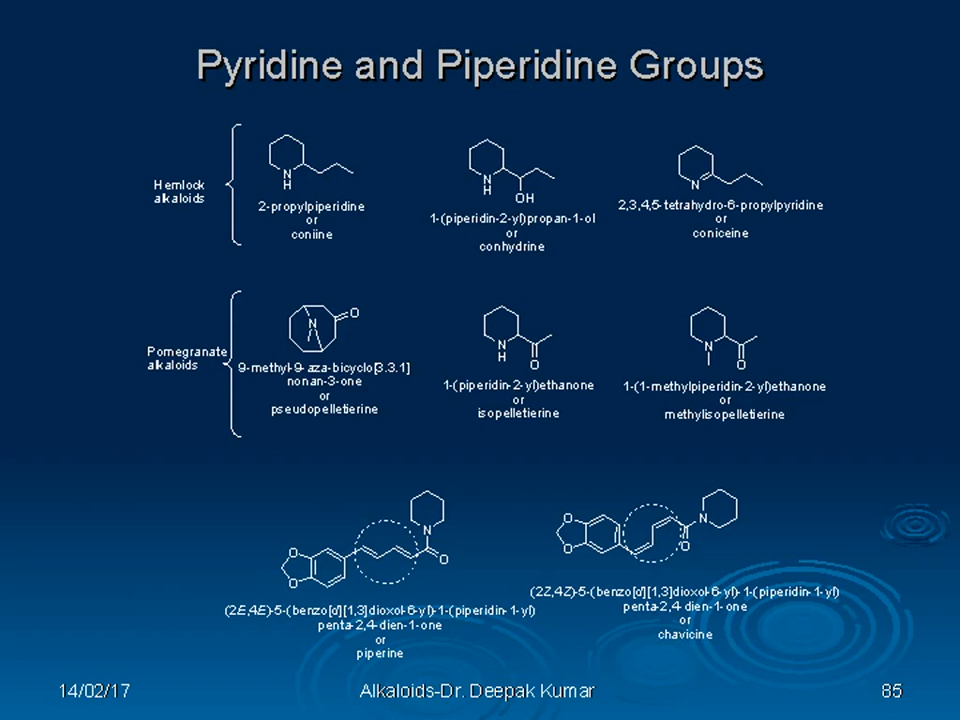 Pyridine and Piperidine Groups
Hemlock
alkaloids
N
H
2-propylpiperidine
or
coniine
N
H
OH
1-(piperidin-2-yl)propan-1-ol
or
conhydrine
N
2,3,4,5-tetrahydro-6-propylpyridine
or
coniceine
Pomegranate
alkaloids
N
O
9-methyl-9-aza-bicyclo[3.3.1]
nonan-3-one
or
pseudopelletierine
N
H
O
1-(piperidin-2-yl)ethanone
or
isopelletierine
N
O
1-(1-methylpiperidin-2-yl)ethanone
or
methylisopelletierine
N
O
O
O
(2E,4E)-5-(benzo[d][1,3]dioxol-6-yl)-1-(piperidin-1-yl)
penta-2,4-dien-1-one
or
piperine
O
N
O
O
(2Z,4Z)-5-(benzo[d][1,3]dioxol-6-yl)-1-(piperidin-1-yl)
penta-2,4-dien-1-one
or
chavicine
14/02/17
Alkaloids-Dr. Deepak Kumar
85